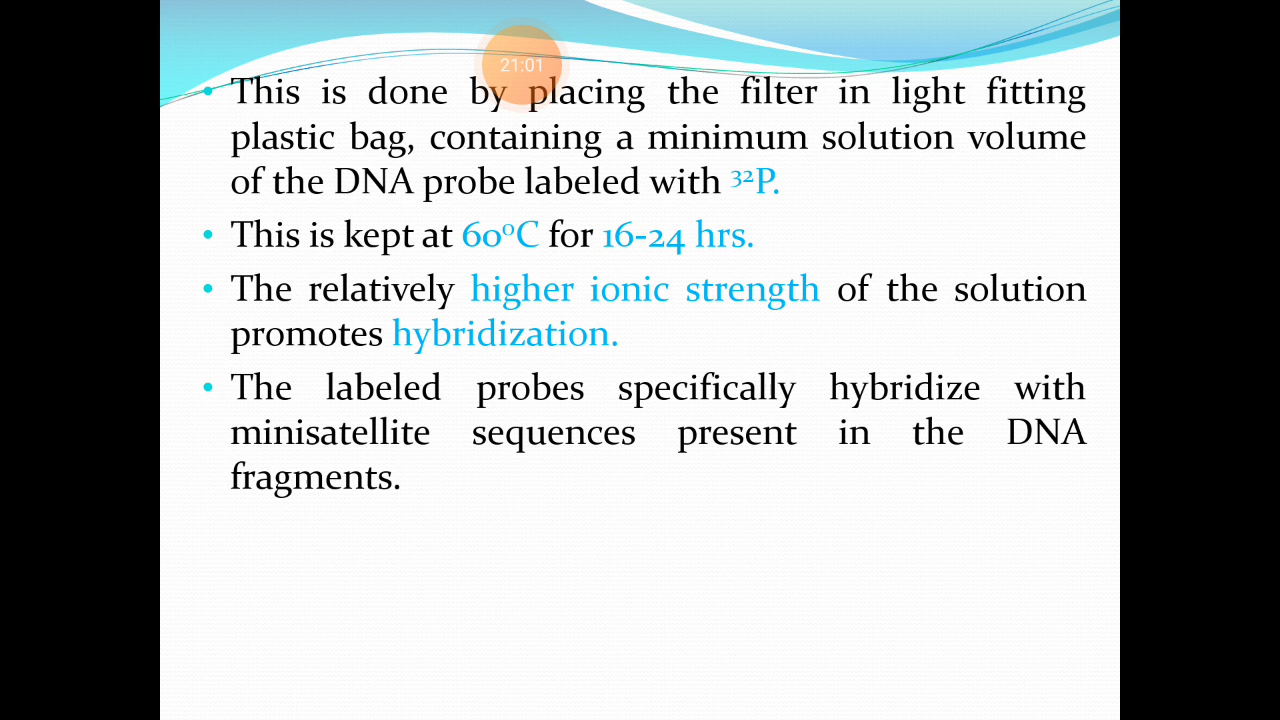 21:01
• This is done by placing the filter in light fitting
plastic bag, containing a minimum solution volume
of the DNA probe labeled with ³²P.
• This is kept at 60⁰C for 16-24 hrs.
• The relatively higher ionic strength of the solution
promotes hybridization.
• The labeled probes specifically hybridize with
minisatellite sequences present in the DNA
fragments.